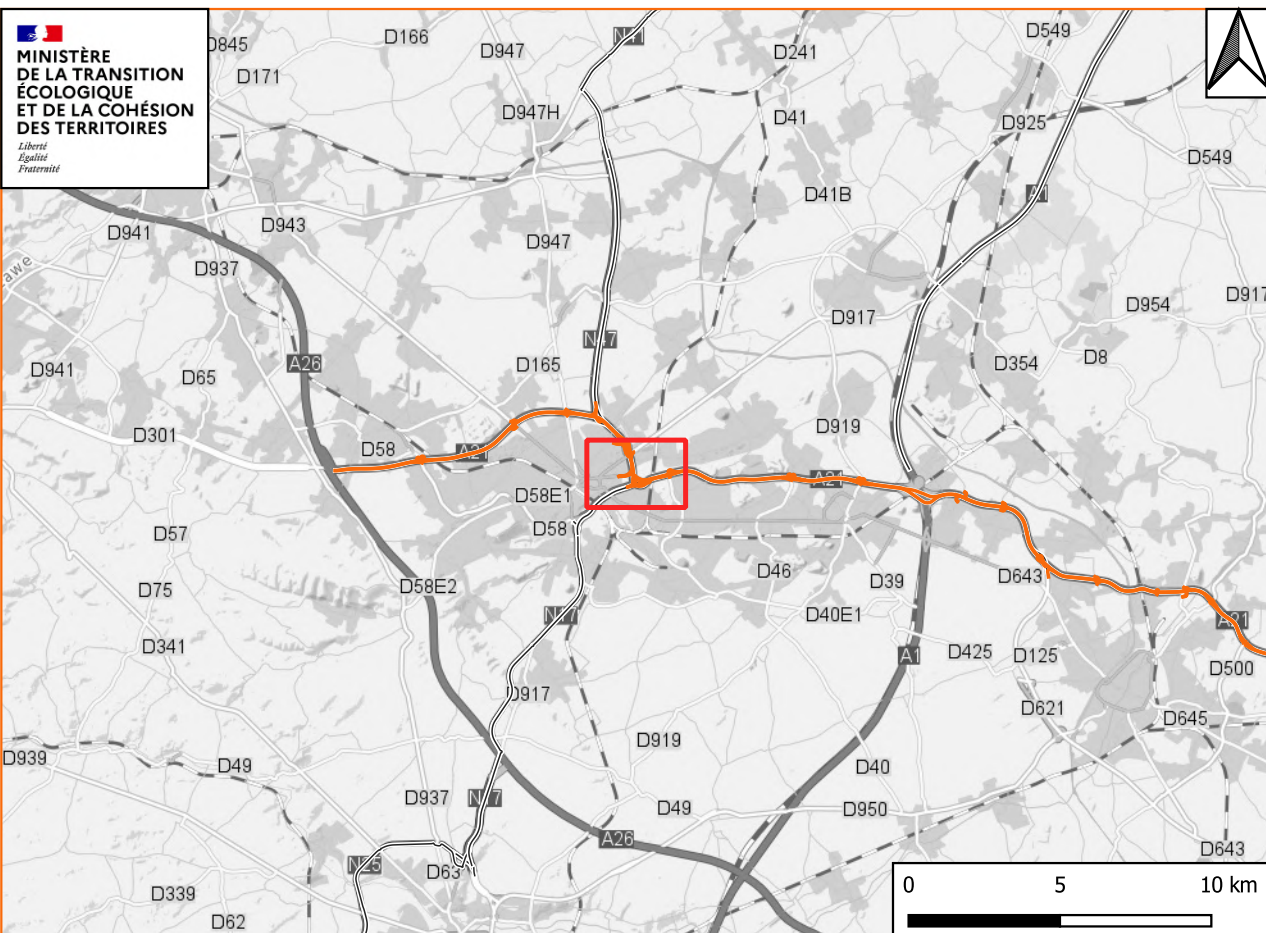 MINISTÈRE
DE LA TRANSITION
ÉCOLOGIQUE
ET DE LA COHÉSION
DES TERRITOIRES
Liberté
Égalité
Fraternité
D845
D166
D947
N41
D241
D549
D171
D947H
D41
D925
D549
D41B
A1
D943
D941
D947
D937
awe
D954
D917
D917
N47
D8
D165
D354
A26
D941
D65
D919
D301
D58
A21
A21
D58E1
D58
D57
D46
D39
D643
D75
D58E2
D40E1
N17
A21
D341
A1
D425
D125
D500
D917
D621
D645
D919
D939
D49
D40
D937
N17
D49
D950
A26
D643
N25
D63
D339
D62
0 5 10 km